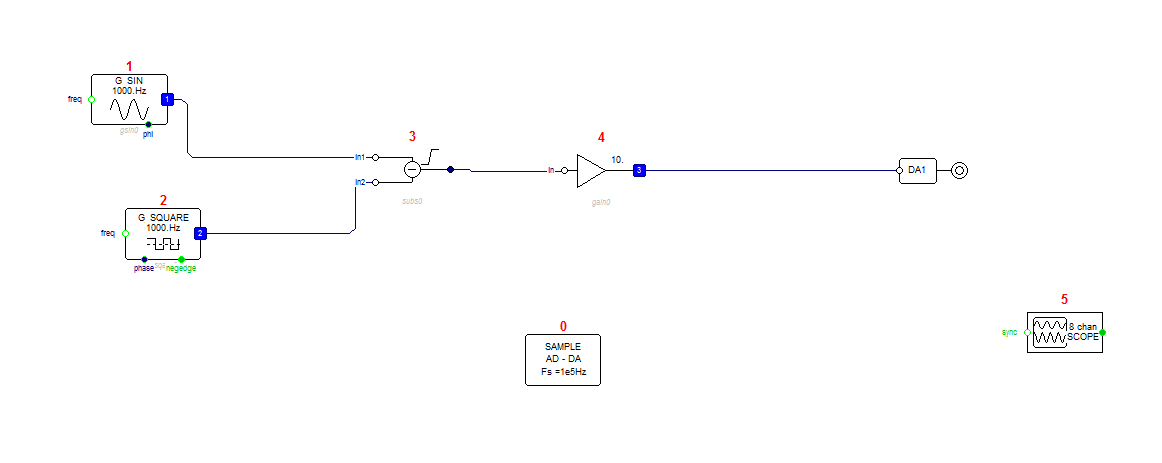 1
G SIN
1000.Hz
freq
1
gsin0
phi
3
In1
In2
subs0
4
10.
In
3
gain0
DA1
2
G SQUARE
1000.Hz
freq
2
phase
negedge
0
SAMPLE
AD - DA
Fs =1e5Hz
5
sync
8 chan
SCOPE